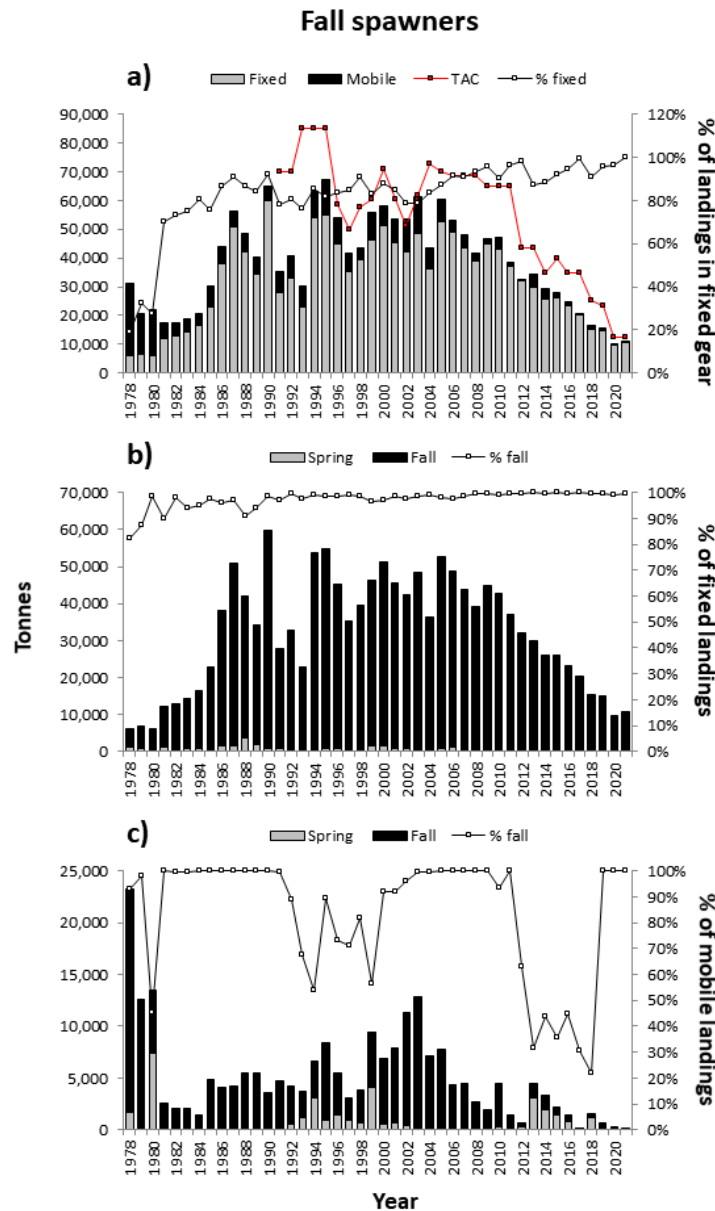 Fall spawners
a)
Fixed Mobile TAC % fixed
90,000 120%
80,000
70,000 100%
60,000 80%
50,000
40,000 60%
30,000 40%
20,000
10,000 20%
0 0%
% of landings in fixed gear
1978 1980 1982 1984 1986 1988 1990 1992 1994 1996 1998 2000 2002 2004 2006 2008 2010 2012 2014 2016 2018 2020
b)
Spring Fall % fall
70,000 100%
90%
60,000 80%
50,000 70%
40,000 60%
50%
30,000 40%
20,000 30%
20%
10,000 10%
0 0%
Tonnes
% of fixed landings
1978 1980 1982 1984 1986 1988 1990 1992 1994 1996 1998 2000 2002 2004 2006 2008 2010 2012 2014 2016 2018 2020
c)
Spring Fall % fall
25,000 100%
90%
20,000 80%
70%
15,000 60%
50%
10,000 40%
30%
5,000 20%
10%
0 0%
% of mobile landings
1978 1980 1982 1984 1986 1988 1990 1992 1994 1996 1998 2000 2002 2004 2006 2008 2010 2012 2014 2016 2018 2020
Year